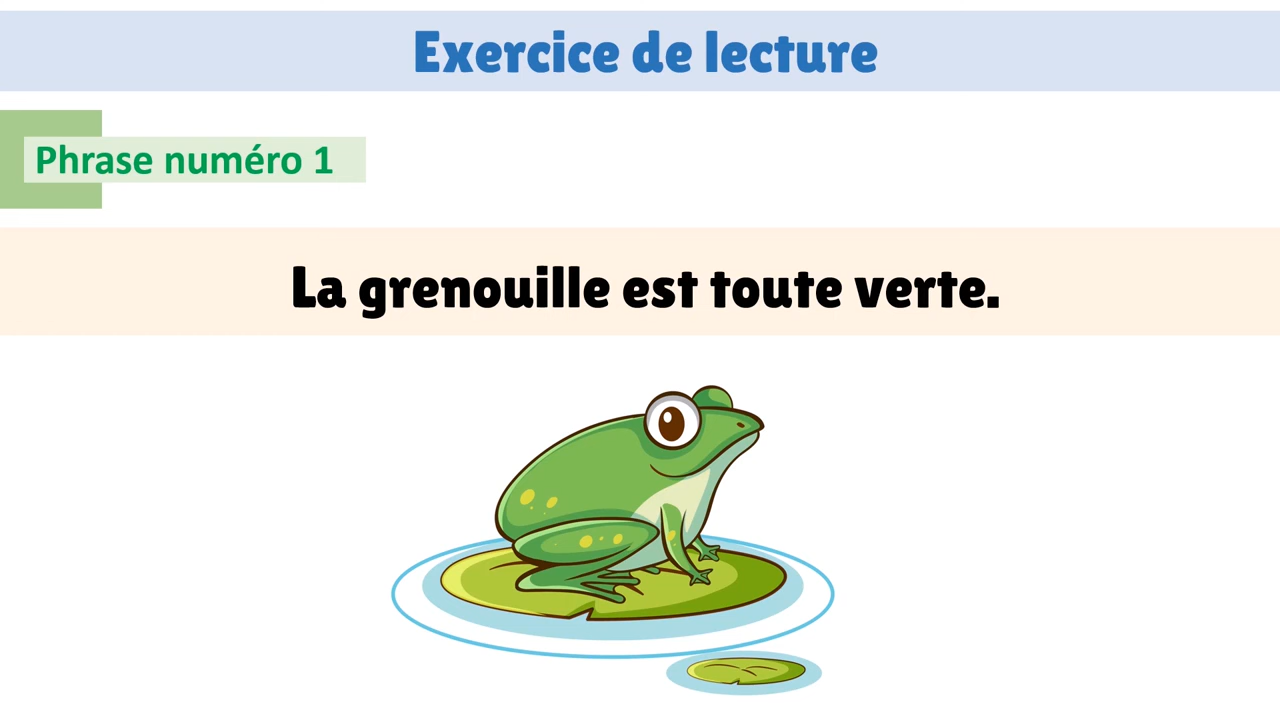 Exercice de lecture
Phrase numéro 1
La grenouille est toute verte.